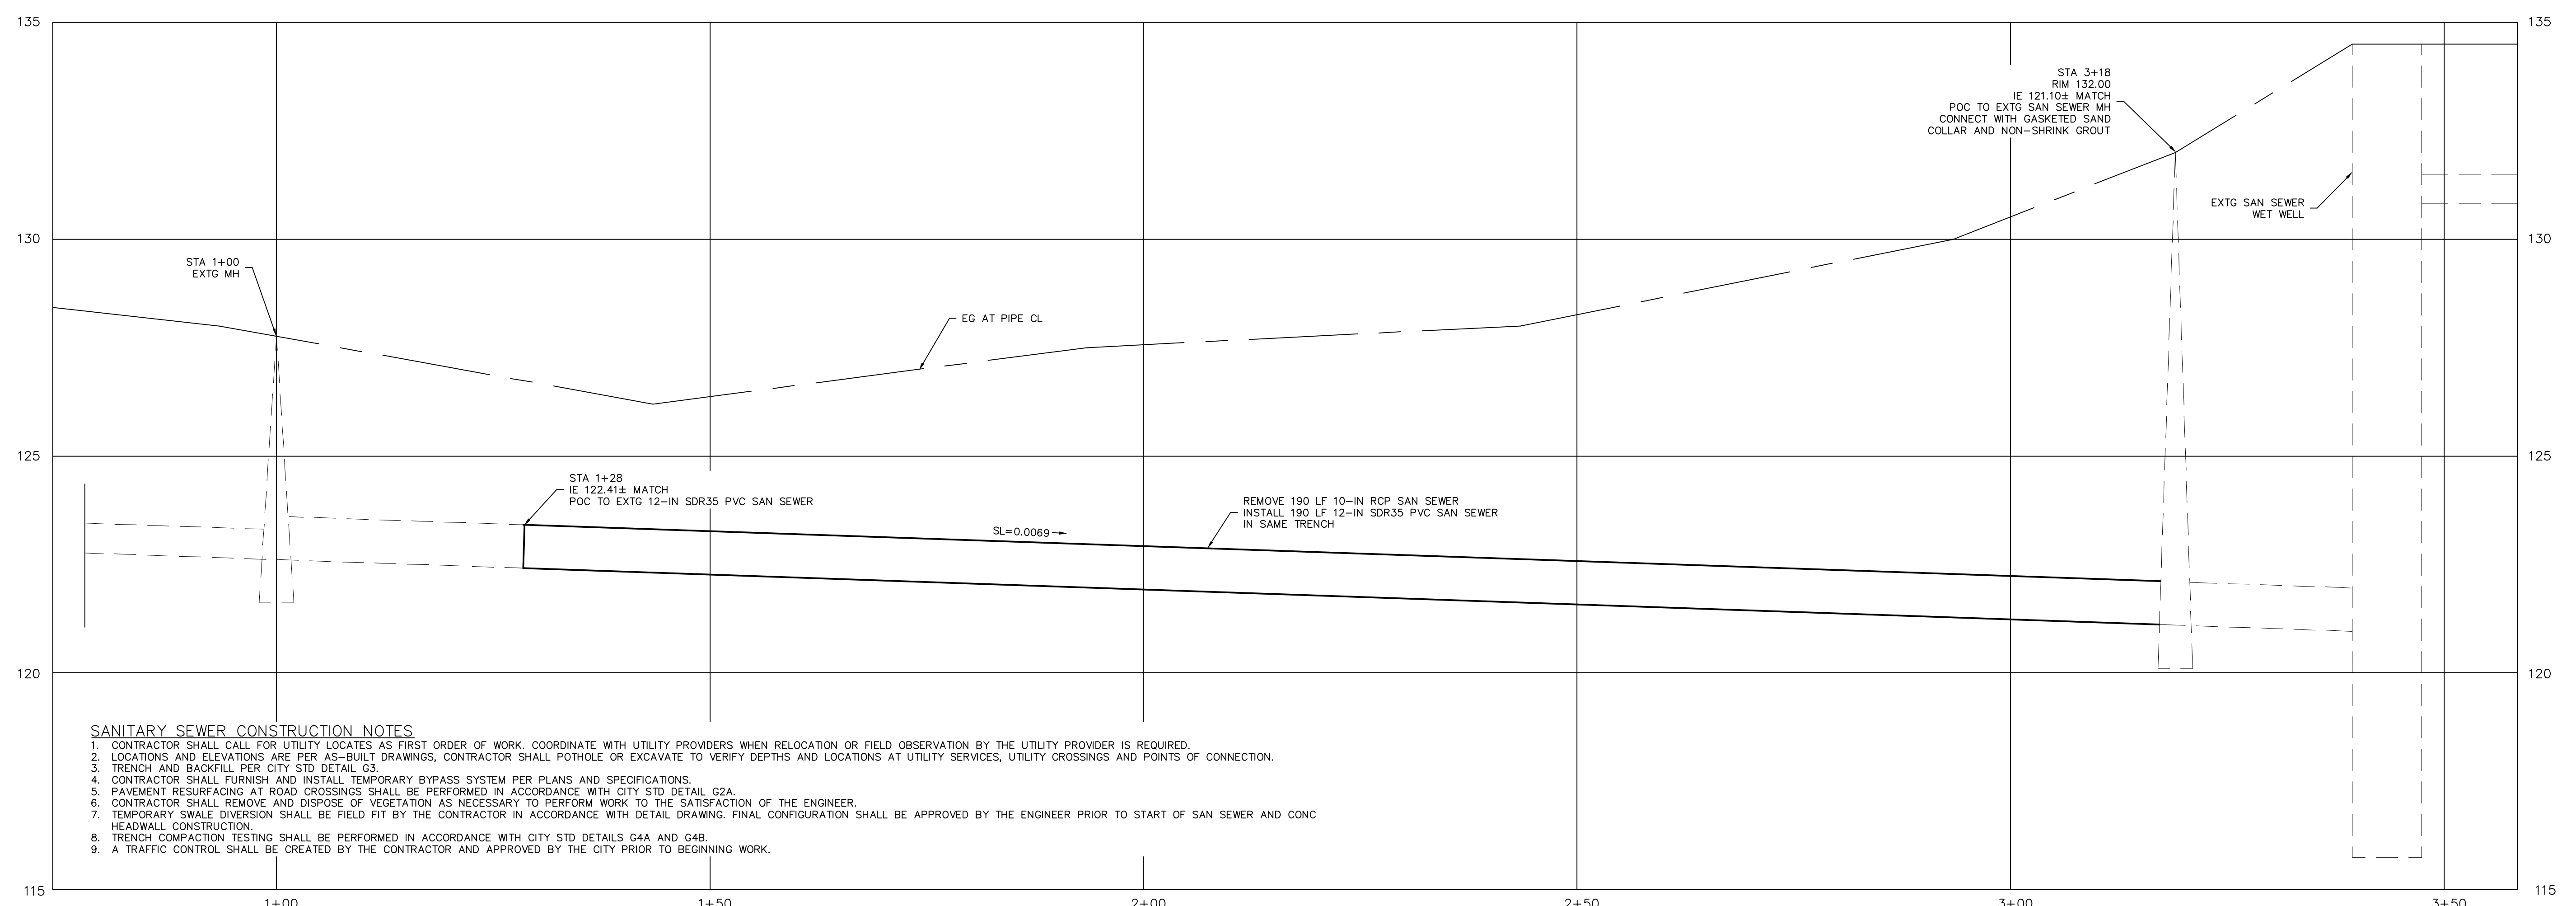 135
135
STA 3+18
RIM 132.00
IE 121.10± MATCH
POC TO EXTG SAN SEWER MH
CONNECT WITH GASKETED SAND
COLLAR AND NON-SHRINK GROUT
EXTG SAN SEWER
WET WELL
130
130
STA 1+00
EXTG MH
EG AT PIPE CL
125
125
STA 1+28
IE 122.41± MATCH
POC TO EXTG 12-IN SDR35 PVC SAN SEWER
REMOVE 190 LF 10-IN RCP SAN SEWER
INSTALL 190 LF 12-IN SDR35 PVC SAN SEWER
IN SAME TRENCH
SL=0.0069
120
120
SANITARY SEWER CONSTRUCTION NOTES
1. CONTRACTOR SHALL CALL FOR UTILITY LOCATES AS FIRST ORDER OF WORK. COORDINATE WITH UTILITY PROVIDERS WHEN RELOCATION OR FIELD OBSERVATION BY THE UTILITY PROVIDER IS REQUIRED.
2. LOCATIONS AND ELEVATIONS ARE PER AS-BUILT DRAWINGS, CONTRACTOR SHALL POTHOLE OR EXCAVATE TO VERIFY DEPTHS AND LOCATIONS AT UTILITY SERVICES, UTILITY CROSSINGS AND POINTS OF CONNECTION.
3. TRENCH AND BACKFILL PER CITY STD DETAIL G3.
4. CONTRACTOR SHALL FURNISH AND INSTALL TEMPORARY BYPASS SYSTEM PER PLANS AND SPECIFICATIONS.
5. PAVEMENT RESURFACING AT ROAD CROSSINGS SHALL BE PERFORMED IN ACCORDANCE WITH CITY STD DETAIL G2A.
6. CONTRACTOR SHALL REMOVE AND DISPOSE OF VEGETATION AS NECESSARY TO PERFORM WORK TO THE SATISFACTION OF THE ENGINEER.
7. TEMPORARY SWALE DIVERSION SHALL BE FIELD FIT BY THE CONTRACTOR IN ACCORDANCE WITH DETAIL DRAWING. FINAL CONFIGURATION SHALL BE APPROVED BY THE ENGINEER PRIOR TO START OF SAN SEWER AND CONC
HEADWALL CONSTRUCTION.
8. TRENCH COMPACTION TESTING SHALL BE PERFORMED IN ACCORDANCE WITH CITY STD DETAILS G4A AND G4B.
9. A TRAFFIC CONTROL SHALL BE CREATED BY THE CONTRACTOR AND APPROVED BY THE CITY PRIOR TO BEGINNING WORK.
115
115
1+00
1+50
2+00
2+50
3+00
3+50